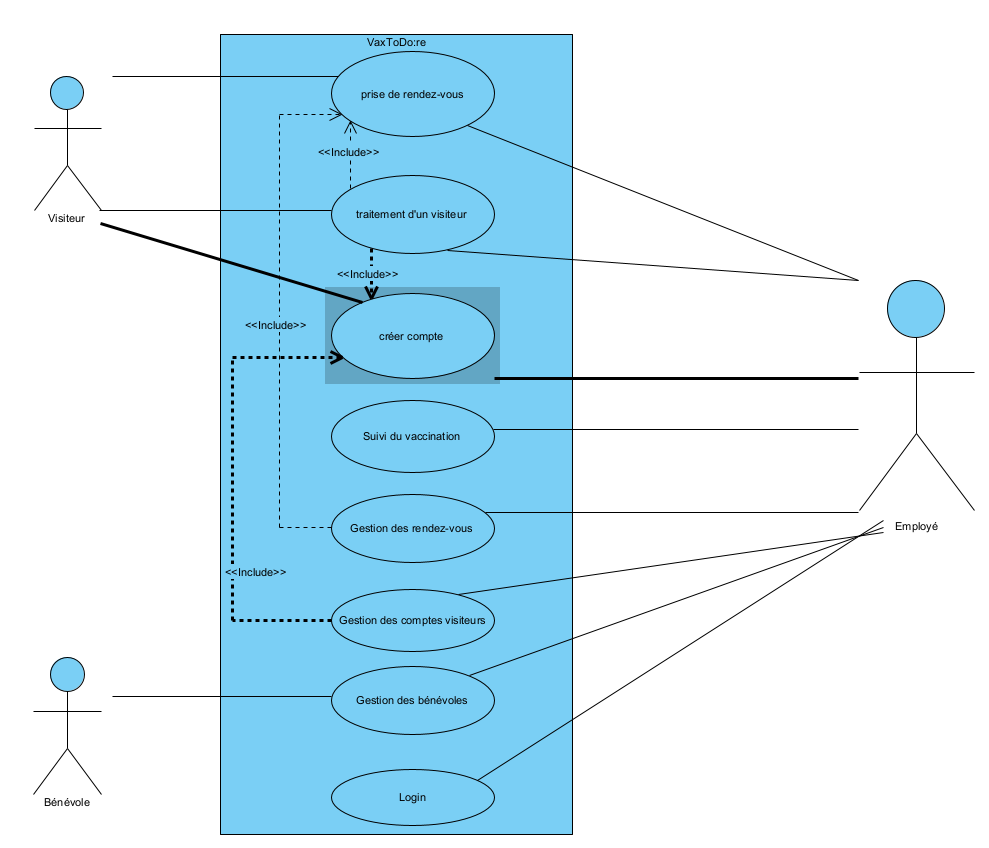 VaxToDo:re
prise de rendez-vous
<<Include>>
traitement d'un visiteur
Visiteur
<<Include>>
<<Include>>
créer compte
Suivi du vaccination
Gestion des rendez-vous
Employé
<<Include>>
Gestion des comptes visiteurs
Gestion des bénévoles
Login
Bénévole